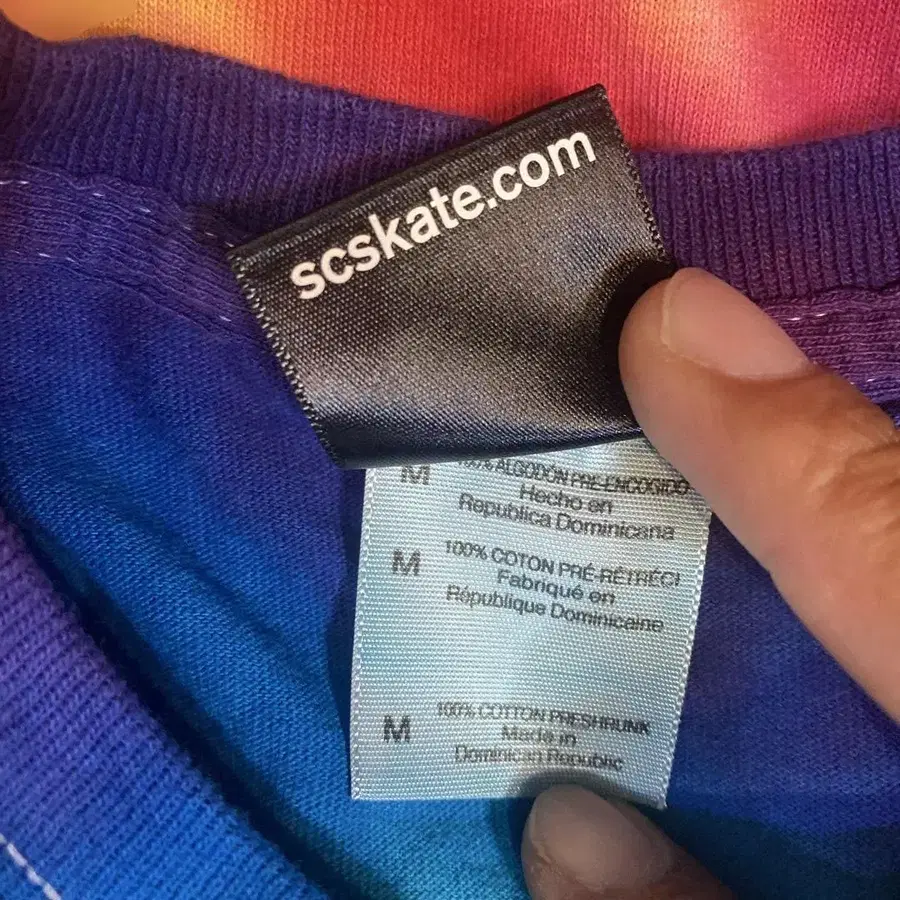 scskate.com
M 100% ALGODÓN PRE-ENCOGIDO
Hecho en
Republica Dominicana
M 100% COTON PRÉ-RÉTRÉCI
Fabriqué en
République Dominicaine
M 100% COTTON PRESHRUNK
Made in
Dominican Republic